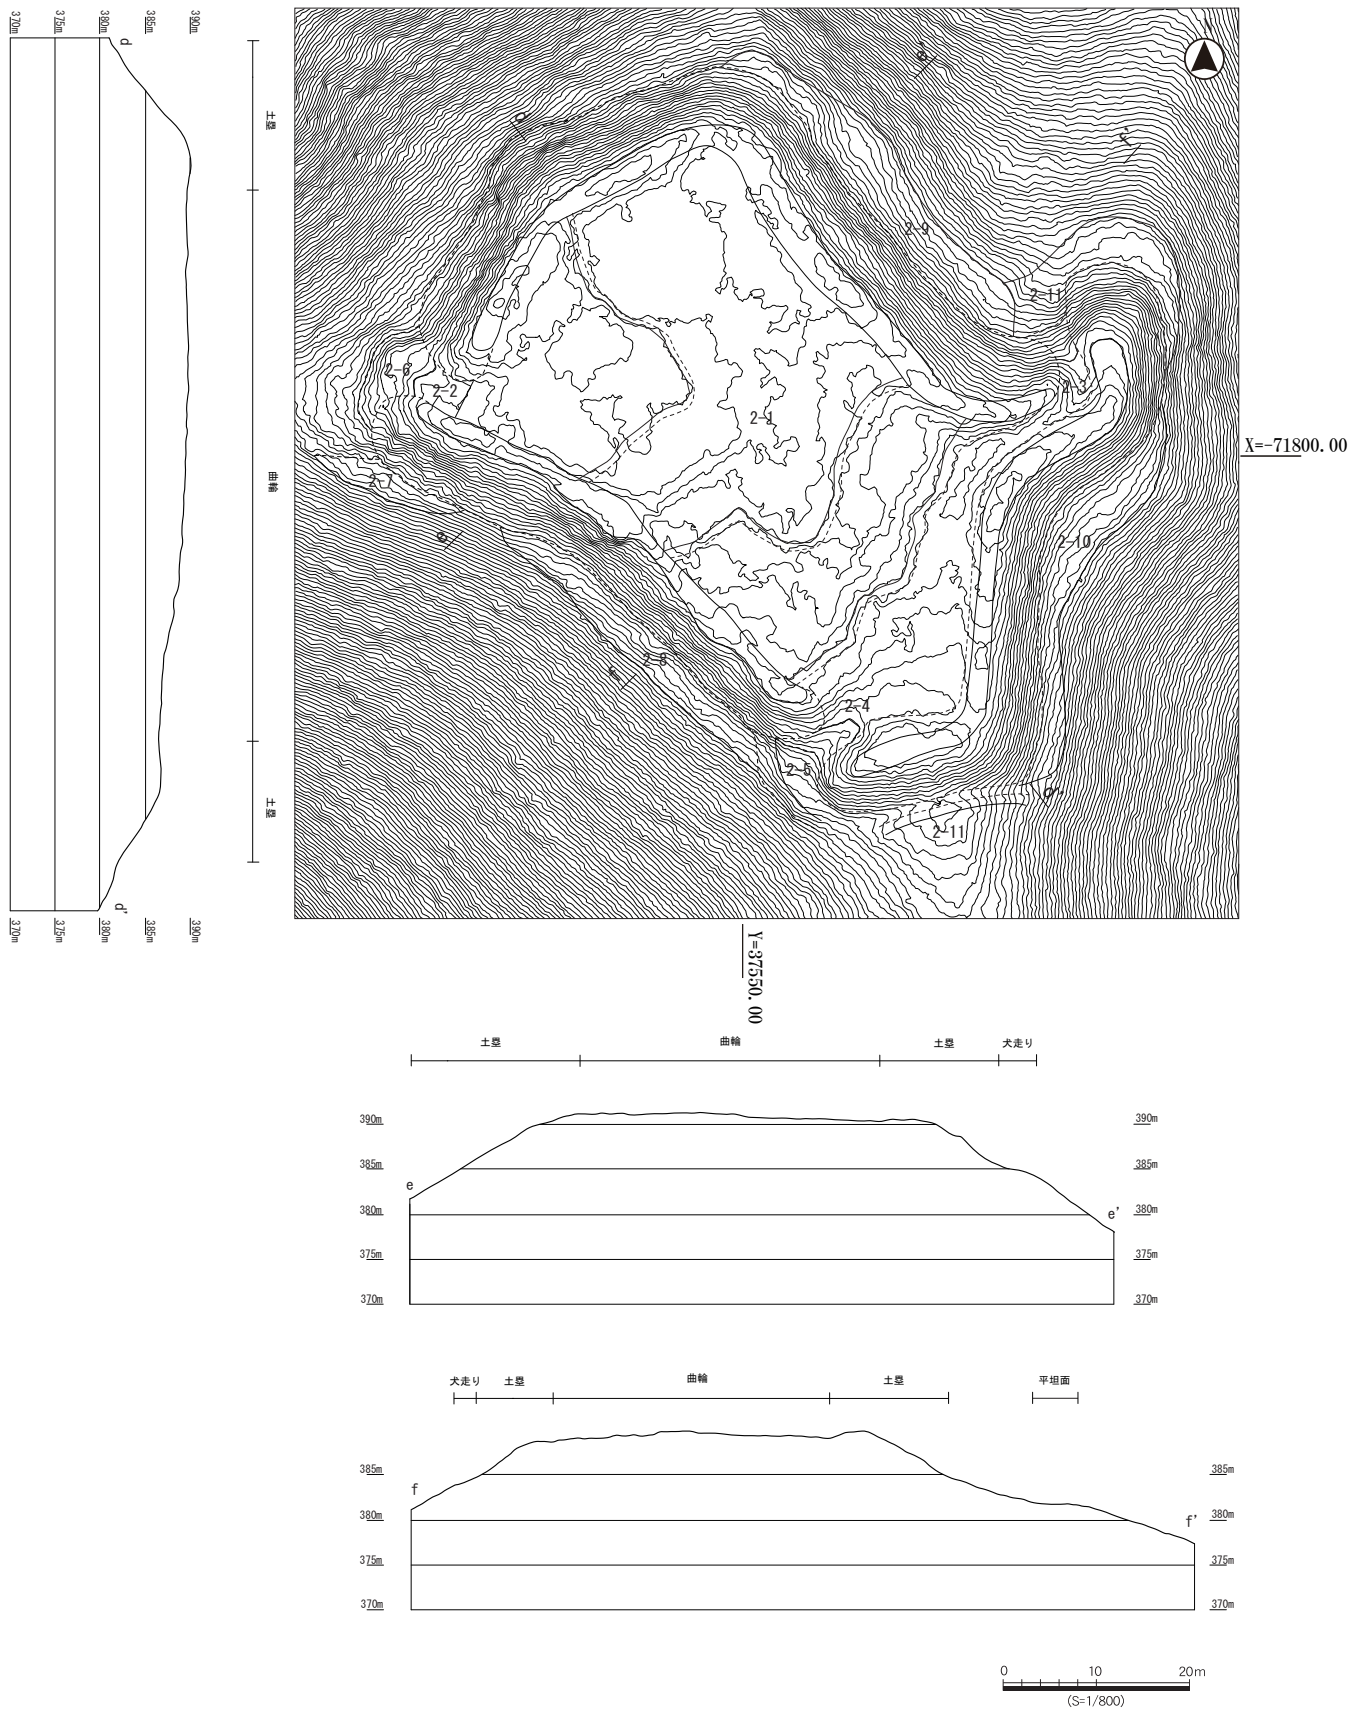 370m
375m
380m
385m
390m
d
土塁
曲輪
土塁
d'
370m
375m
380m
385m
390m
d
e'
f'
2-9
2-11
2-6
2-2
2-3
2-1
X=-71800.00
2-7
e
2-10
2-8
f
2-4
2-5
d'
2-11
Y=37550.00
土塁
曲輪
土塁
犬走り
390m
390m
385m
385m
e
380m
e'
380m
375m
375m
370m
370m
犬走り
土塁
曲輪
土塁
平坦面
385m
385m
f
380m
f'
380m
375m
375m
370m
370m
0 10 20m
(S=1/800)